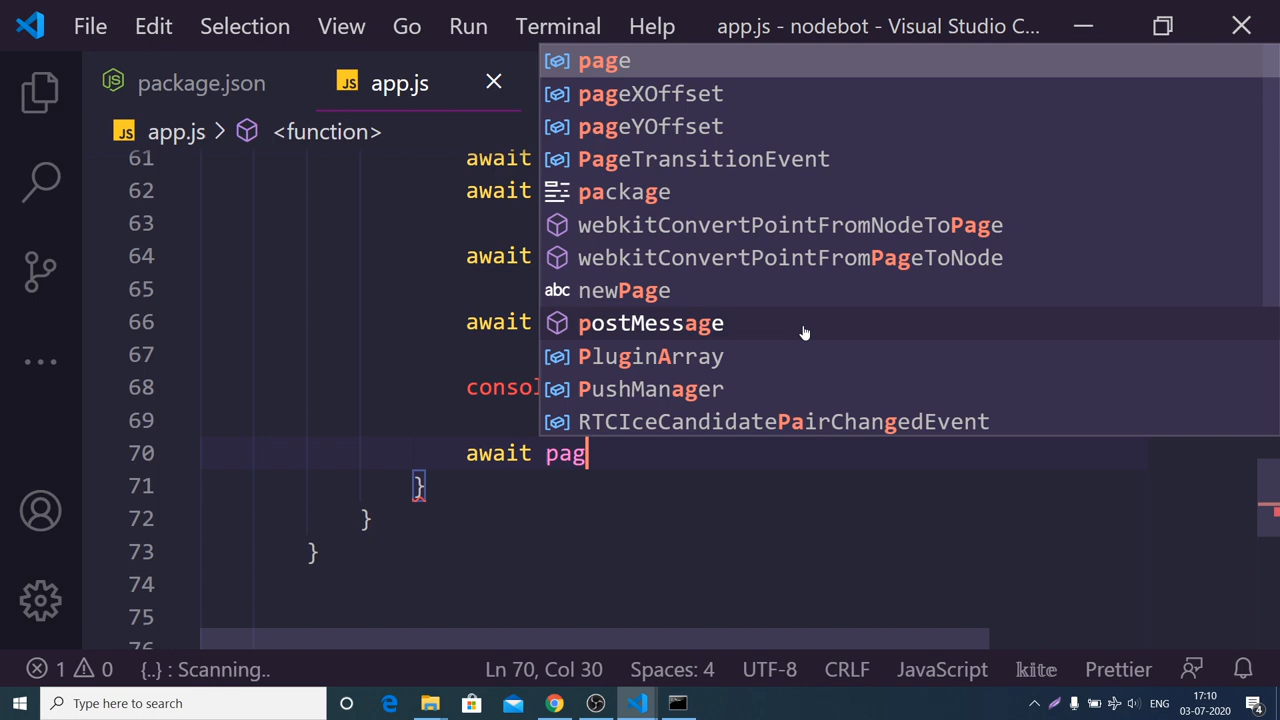 File Edit Selection View Go Run Terminal Help app.js - nodebot - Visual Studio C...
package.json app.js
JS app.js > <function>
page
pageXOffset
pageYOffset
PageTransitionEvent
package
webkitConvertPointFromNodeToPage
webkitConvertPointFromPageToNode
abc newPage
postMessage
PluginArray
PushManager
RTCIceCandidatePairChangedEvent
61 await
62 await
63
64 await
65
66 await
67
68 consol
69
70 await pag
71 }
72 }
73 }
74
75
76
1 0 {..} : Scanning.. Ln 70, Col 30 Spaces: 4 UTF-8 CRLF JavaScript kite Prettier
Type here to search ENG 17:10 03-07-2020 4